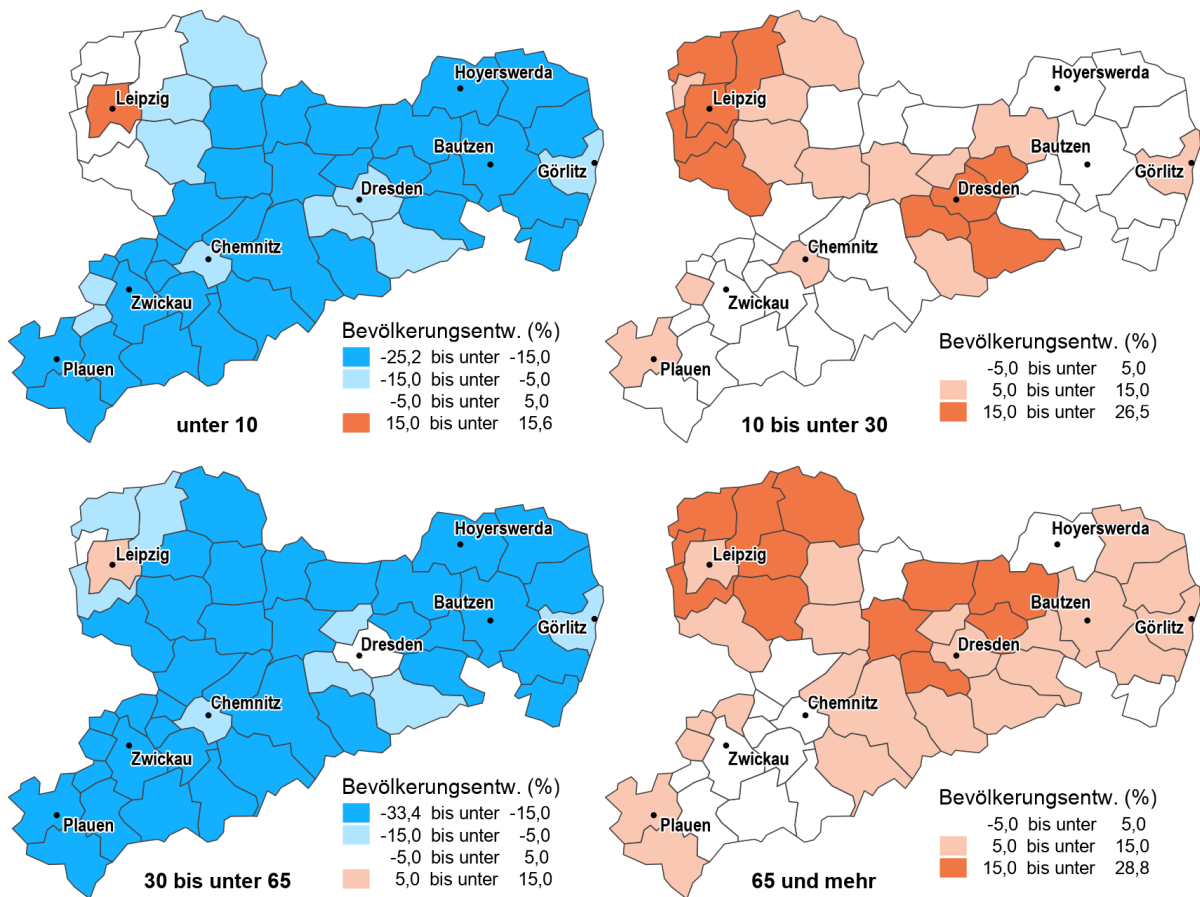 Leipzig
Hoyerswerda
Bautzen
Görlitz
Dresden
Chemnitz
Zwickau
Plauen
Bevölkerungsentw. (%)
-25,2 bis unter -15,0
-15,0 bis unter -5,0
-5,0 bis unter 5,0
15,0 bis unter 15,6
unter 10
Leipzig
Hoyerswerda
Bautzen
Görlitz
Dresden
Chemnitz
Zwickau
Plauen
Bevölkerungsentw. (%)
-5,0 bis unter 5,0
5,0 bis unter 15,0
15,0 bis unter 26,5
10 bis unter 30
Leipzig
Hoyerswerda
Bautzen
Görlitz
Dresden
Chemnitz
Zwickau
Plauen
Bevölkerungsentw. (%)
-33,4 bis unter -15,0
-15,0 bis unter -5,0
-5,0 bis unter 5,0
5,0 bis unter 15,0
30 bis unter 65
Leipzig
Hoyerswerda
Bautzen
Görlitz
Dresden
Chemnitz
Zwickau
Plauen
Bevölkerungsentw. (%)
-5,0 bis unter 5,0
5,0 bis unter 15,0
15,0 bis unter 28,8
65 und mehr